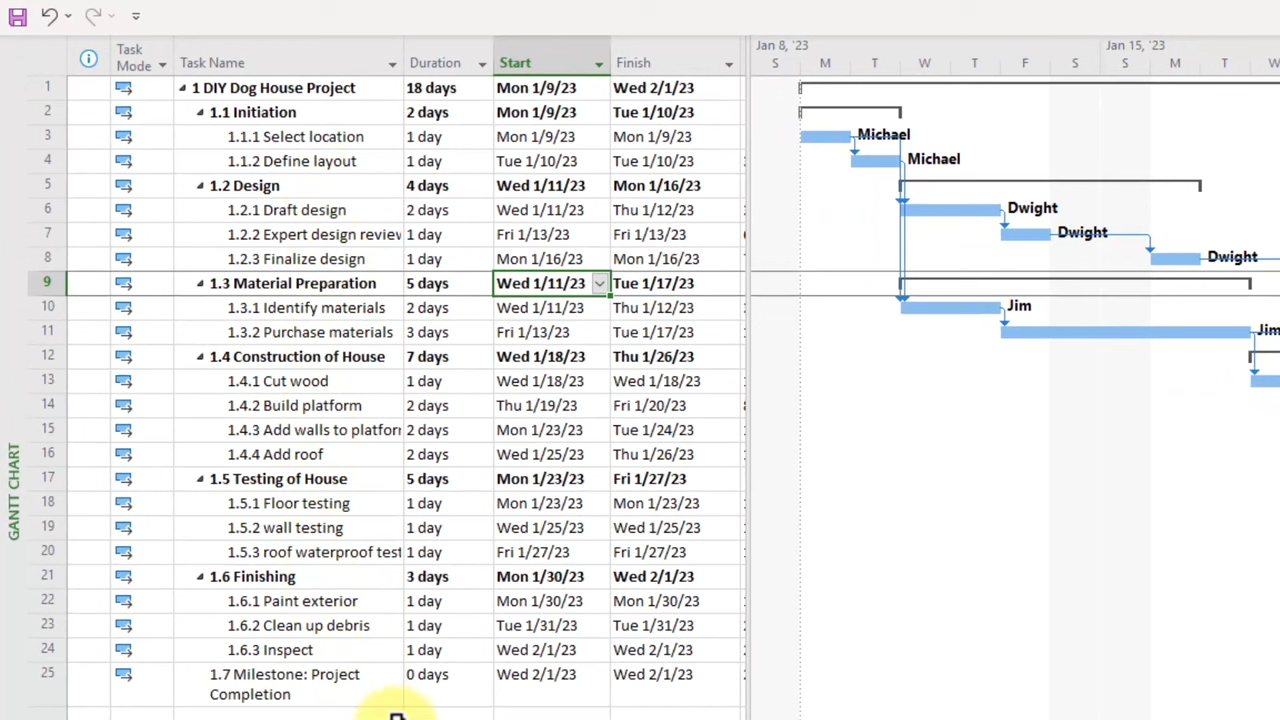 Task Mode Task Name Duration Start Finish Jan 8, '23 Jan 15, '23
S M T W T F S S M T W
1 1 DIY Dog House Project 18 days Mon 1/9/23 Wed 2/1/23
2 1.1 Initiation 2 days Mon 1/9/23 Tue 1/10/23
3 1.1.1 Select location 1 day Mon 1/9/23 Mon 1/9/23 Michael
4 1.1.2 Define layout 1 day Tue 1/10/23 Tue 1/10/23 Michael
5 1.2 Design 4 days Wed 1/11/23 Mon 1/16/23
6 1.2.1 Draft design 2 days Wed 1/11/23 Thu 1/12/23 Dwight
7 1.2.2 Expert design review 1 day Fri 1/13/23 Fri 1/13/23 Dwight
8 1.2.3 Finalize design 1 day Mon 1/16/23 Mon 1/16/23 Dwight
9 1.3 Material Preparation 5 days Wed 1/11/23 Tue 1/17/23
10 1.3.1 Identify materials 2 days Wed 1/11/23 Thu 1/12/23 Jim
11 1.3.2 Purchase materials 3 days Fri 1/13/23 Tue 1/17/23 Jim
12 1.4 Construction of House 7 days Wed 1/18/23 Thu 1/26/23
13 1.4.1 Cut wood 1 day Wed 1/18/23 Wed 1/18/23
14 1.4.2 Build platform 2 days Thu 1/19/23 Fri 1/20/23
15 1.4.3 Add walls to platforr 2 days Mon 1/23/23 Tue 1/24/23
16 1.4.4 Add roof 2 days Wed 1/25/23 Thu 1/26/23
17 1.5 Testing of House 5 days Mon 1/23/23 Fri 1/27/23
18 1.5.1 Floor testing 1 day Mon 1/23/23 Mon 1/23/23
19 1.5.2 wall testing 1 day Wed 1/25/23 Wed 1/25/23
20 1.5.3 roof waterproof test 1 day Fri 1/27/23 Fri 1/27/23
21 1.6 Finishing 3 days Mon 1/30/23 Wed 2/1/23
22 1.6.1 Paint exterior 1 day Mon 1/30/23 Mon 1/30/23
23 1.6.2 Clean up debris 1 day Tue 1/31/23 Tue 1/31/23
24 1.6.3 Inspect 1 day Wed 2/1/23 Wed 2/1/23
25 1.7 Milestone: Project 0 days Wed 2/1/23 Wed 2/1/23
Completion
GANTT CHART